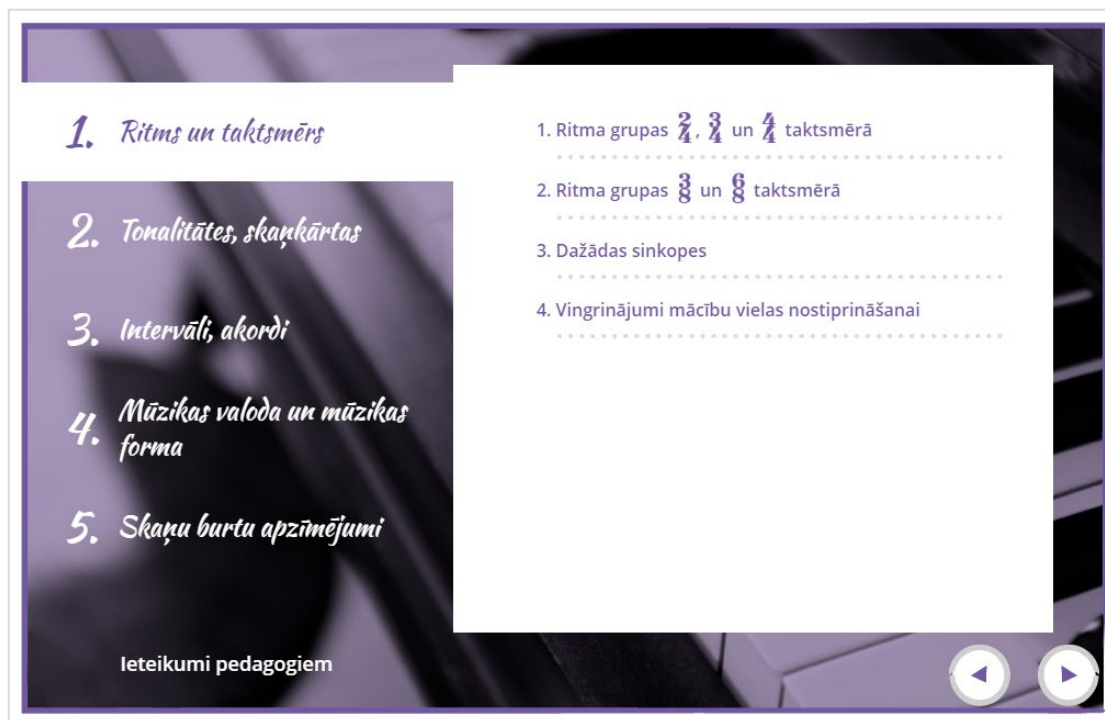 1. Ritms un taktsmērs
2. Tonalitātes, skaņkārtas
3. Intervāli, akordi
4. Mūzikas valoda un mūzikas
forma
5. Skaņu burtu apzīmējumi
Ieteikumi pedagogiem
1. Ritma grupas 2/4, 3/4 un 4/4 taktsmērā
2. Ritma grupas 3/8 un 6/8 taktsmērā
3. Dažādas sinkopes
4. Vingrinājumi mācību vielas nostiprināšanai